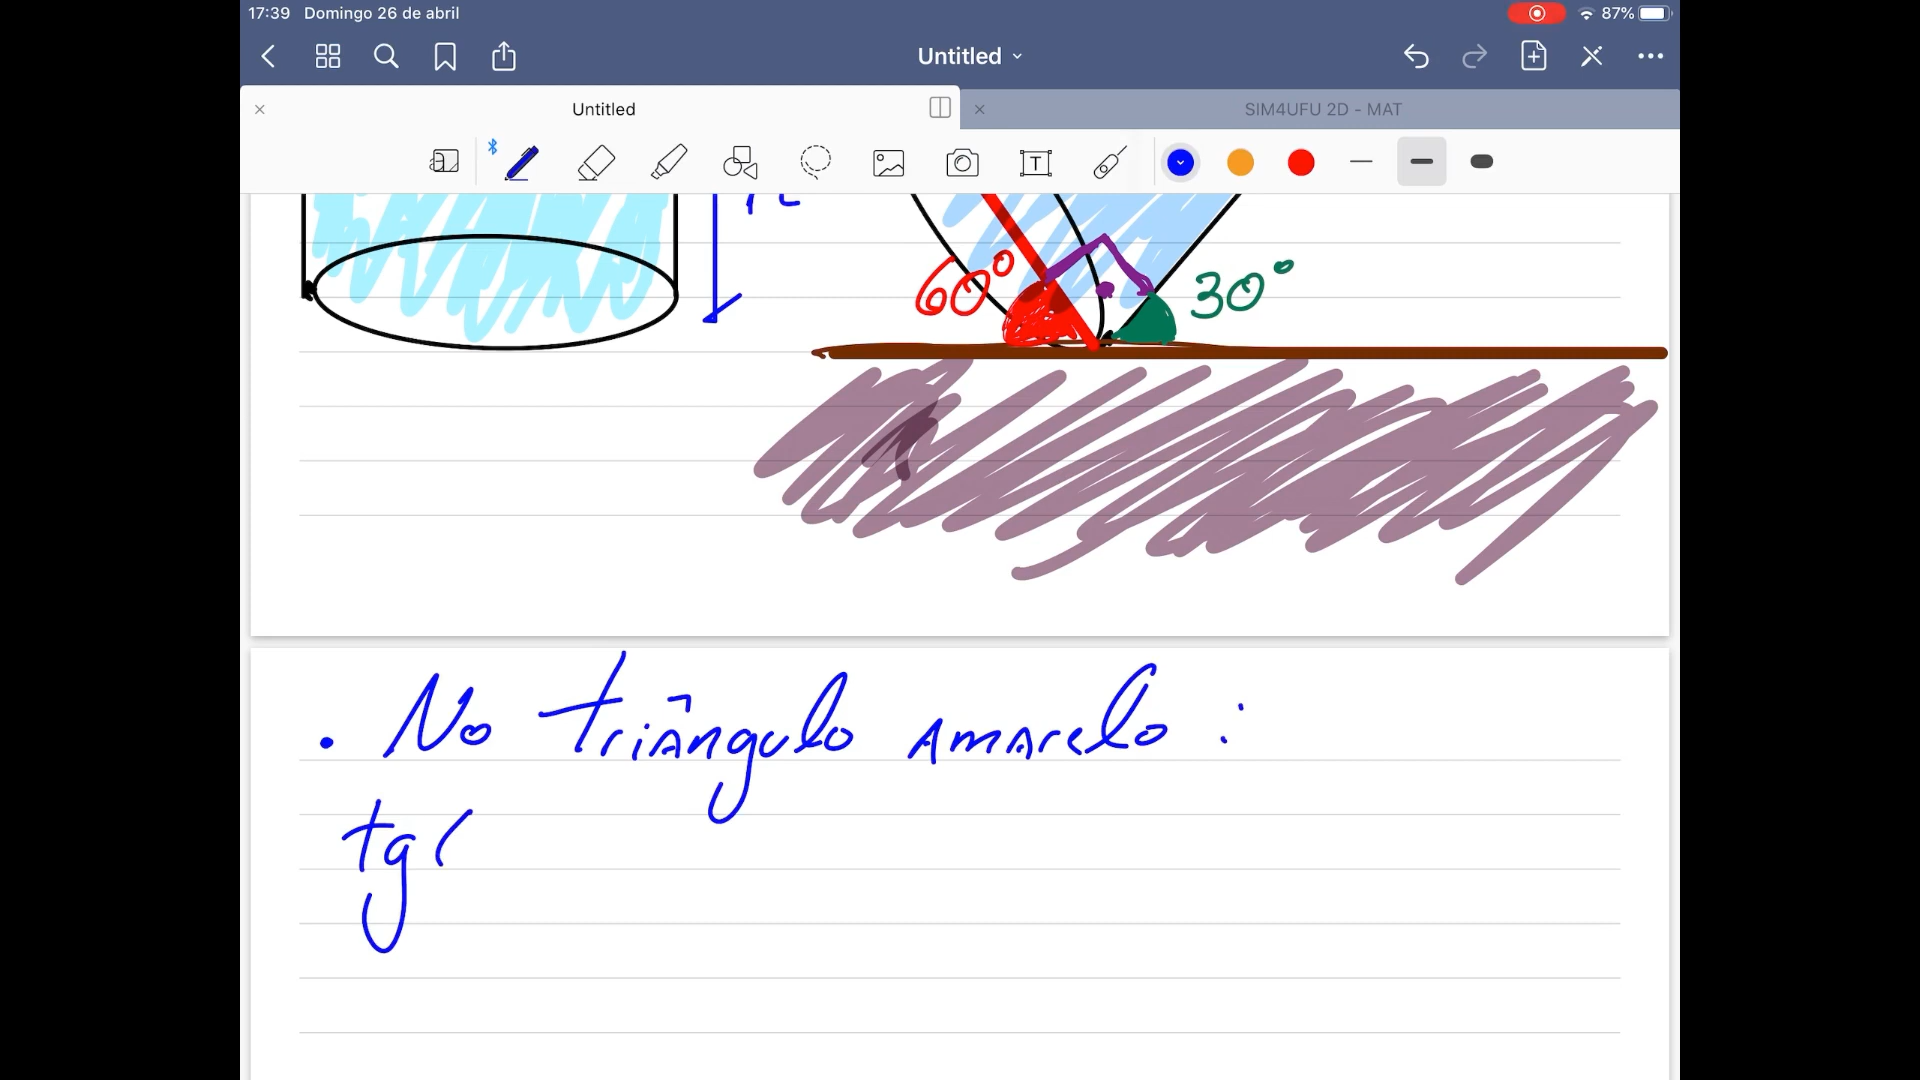 17:39 Domingo 26 de abril
87%
Untitled
Untitled
SIM4UFU 2D - MAT
60°
30°
. No triângulo amarelo :
tg(